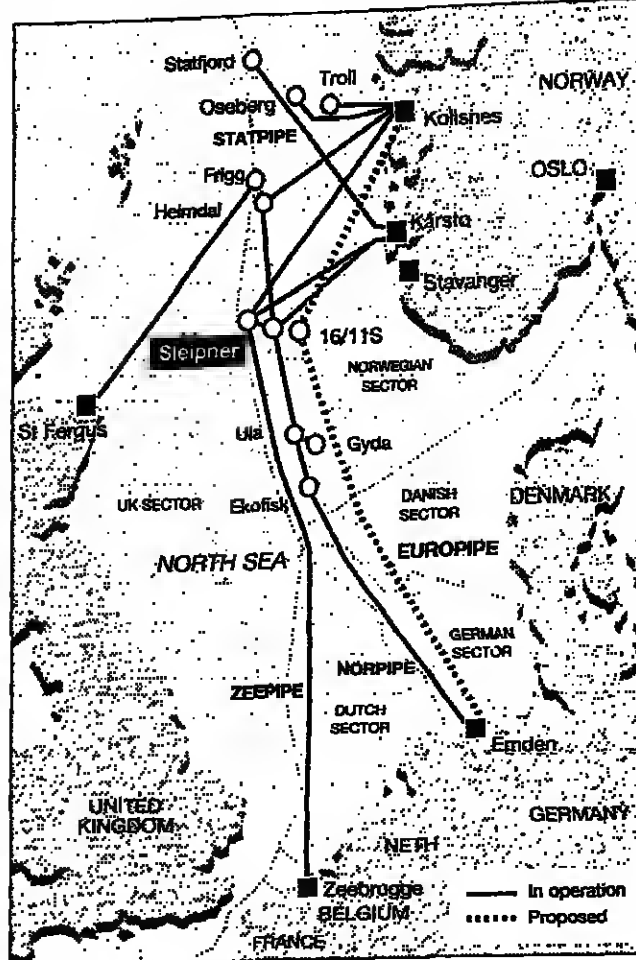 Statfjord
Troll
NORWAY
Oseberg
Kollsnes
STATPIPE
OSLO
Frigg
Heimdal
Kårsto
Stavanger
16/11S
Sleipner
NORWEGIAN
SECTOR
St Fergus
Ula
Gyda
UK SECTOR
Ekofisk
DANISH
SECTOR
DENMARK
EUROPIPE
NORTH SEA
GERMAN
SECTOR
NORPIPE
ZEEPIPE
DUTCH
SECTOR
Emden
UNITED
KINGDOM
GERMANY
NETH
Zeebrugge
In operation
BELGIUM
Proposed
FRANCE